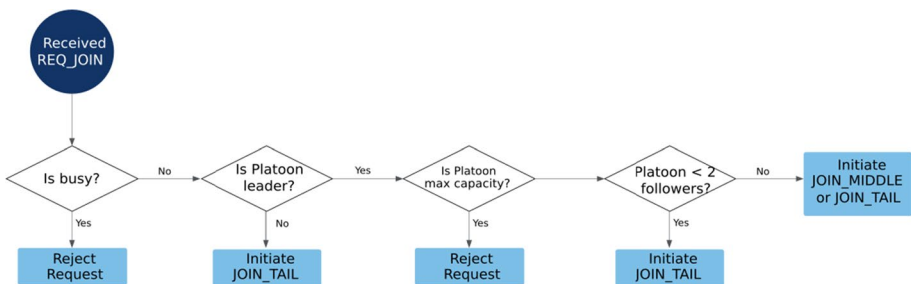 Received
REQ_JOIN
Is busy?
No
Yes
Reject
Request
Is Platoon
leader?
Yes
No
Initiate
JOIN_TAIL
Is Platoon
max capacity?
Yes
Reject
Request
Platoon < 2
followers?
No
Yes
Initiate
JOIN_TAIL
Initiate
JOIN_MIDDLE
or JOIN_TAIL